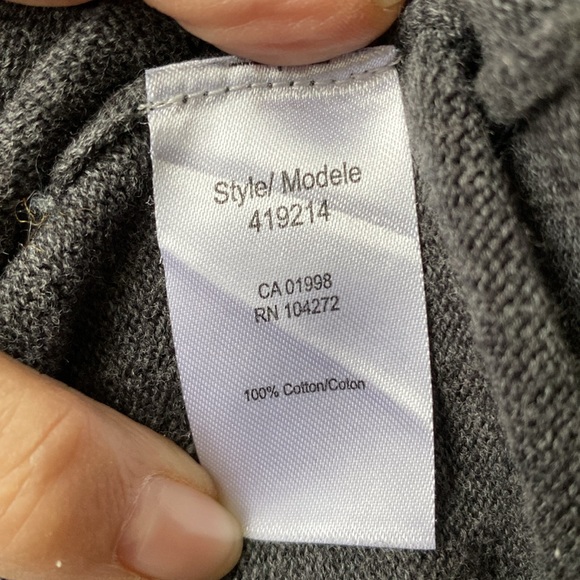 Style/ Modele
419214
CA 01998
RN 104272
100% Cotton/Coton